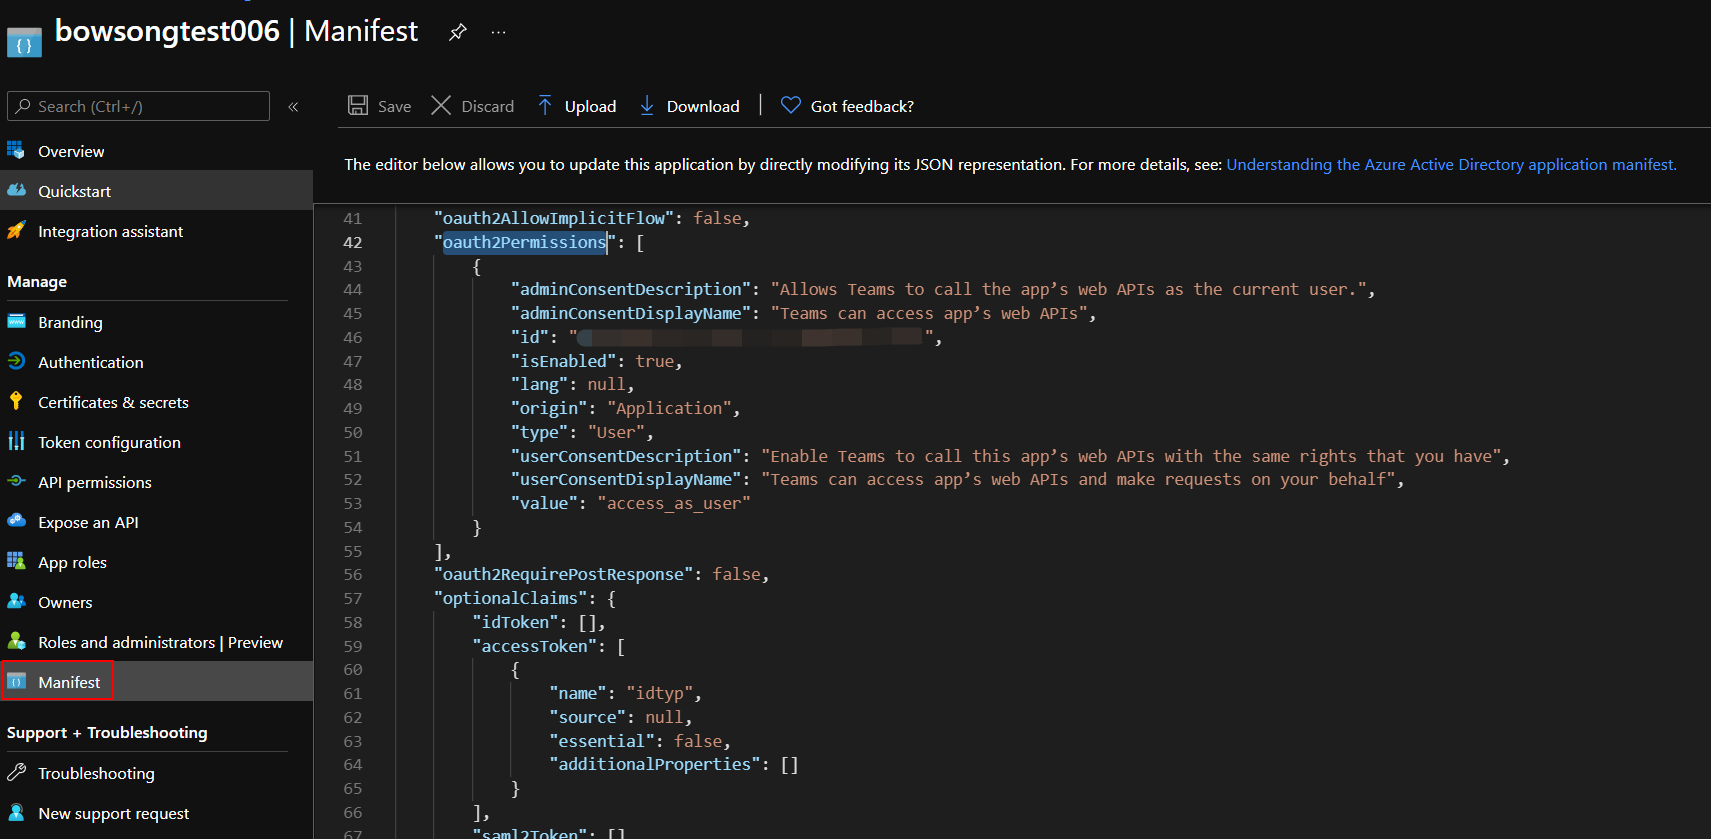 bowsongtest006 | Manifest ...
Search (Ctrl+/) «
Overview
Quickstart
Integration assistant
Manage
Branding
Authentication
Certificates & secrets
Token configuration
API permissions
Expose an API
App roles
Owners
Roles and administrators | Preview
Manifest
Support + Troubleshooting
Troubleshooting
New support request
Save Discard Upload Download | Got feedback?
The editor below allows you to update this application by directly modifying its JSON representation. For more details, see: Understanding the Azure Active Directory application manifest.
41 "oauth2AllowImplicitFlow": false,
42 "oauth2Permissions": [
43 {
44 "adminConsentDescription": "Allows Teams to call the app’s web APIs as the current user.",
45 "adminConsentDisplayName": "Teams can access app’s web APIs",
46 "id": "",
47 "isEnabled": true,
48 "lang": null,
49 "origin": "Application",
50 "type": "User",
51 "userConsentDescription": "Enable Teams to call this app’s web APIs with the same rights that you have",
52 "userConsentDisplayName": "Teams can access app’s web APIs and make requests on your behalf",
53 "value": "access_as_user"
54 }
55 ],
56 "oauth2RequirePostResponse": false,
57 "optionalClaims": {
58 "idToken": [],
59 "accessToken": [
60 {
61 "name": "idtyp",
62 "source": null,
63 "essential": false,
64 "additionalProperties": []
65 }
66 ],
67 "saml2Token": []